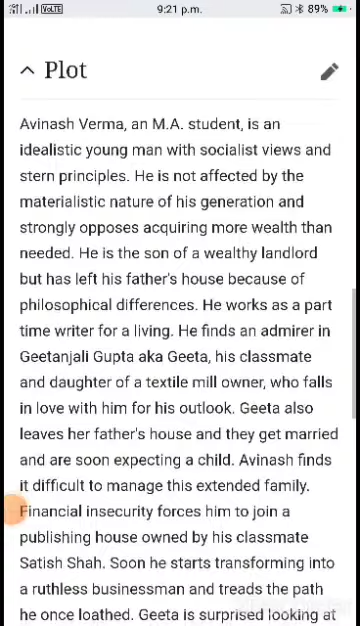 VOLTE
9:21 p.m.
89%
Plot
Avinash Verma, an M.A. student, is an
idealistic young man with socialist views and
stern principles. He is not affected by the
materialistic nature of his generation and
strongly opposes acquiring more wealth than
needed. He is the son of a wealthy landlord
but has left his father's house because of
philosophical differences. He works as a part
time writer for a living. He finds an admirer in
Geetanjali Gupta aka Geeta, his classmate
and daughter of a textile mill owner, who falls
in love with him for his outlook. Geeta also
leaves her father's house and they get married
and are soon expecting a child. Avinash finds
it difficult to manage this extended family.
Financial insecurity forces him to join a
publishing house owned by his classmate
Satish Shah. Soon he starts transforming into
a ruthless businessman and treads the path
he once loathed. Geeta is surprised looking at